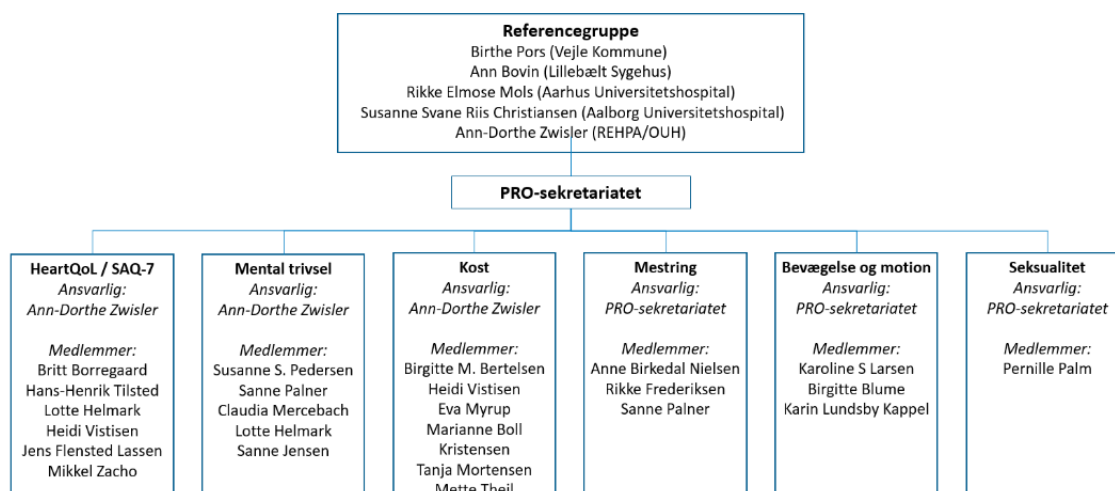 Referencegruppe
Birthe Pors (Vejle Kommune)
Ann Bovin (Lillebælt Sygehus)
Rikke Elmose Mols (Aarhus Universitetshospital)
Susanne Svane Riis Christiansen (Aalborg Universitetshospital)
Ann-Dorthe Zwisler (REHPA/OUH)
PRO-sekretariatet
HeartQoL / SAQ-7
Ansvarlig:
Ann-Dorthe Zwisler
Medlemmer:
Britt Borregaard
Hans-Henrik Tilsted
Lotte Helmark
Heidi Vistisen
Jens Flensted Lassen
Mikkel Zacho
Mental trivsel
Ansvarlig:
Ann-Dorthe Zwisler
Medlemmer:
Susanne S. Pedersen
Sanne Palner
Claudia Mercebach
Lotte Helmark
Sanne Jensen
Kost
Ansvarlig:
Ann-Dorthe Zwisler
Medlemmer:
Birgitte M. Bertelsen
Heidi Vistisen
Eva Myrup
Marianne Boll
Kristensen
Tanja Mortensen
Mette Theil
Mestring
Ansvarlig:
PRO-sekretariatet
Medlemmer:
Anne Birkedal Nielsen
Rikke Frederiksen
Sanne Palner
Bevægelse og motion
Ansvarlig:
PRO-sekretariatet
Medlemmer:
Karoline S Larsen
Birgitte Blume
Karin Lundsby Kappel
Seksualitet
Ansvarlig:
PRO-sekretariatet
Medlemmer:
Pernille Palm